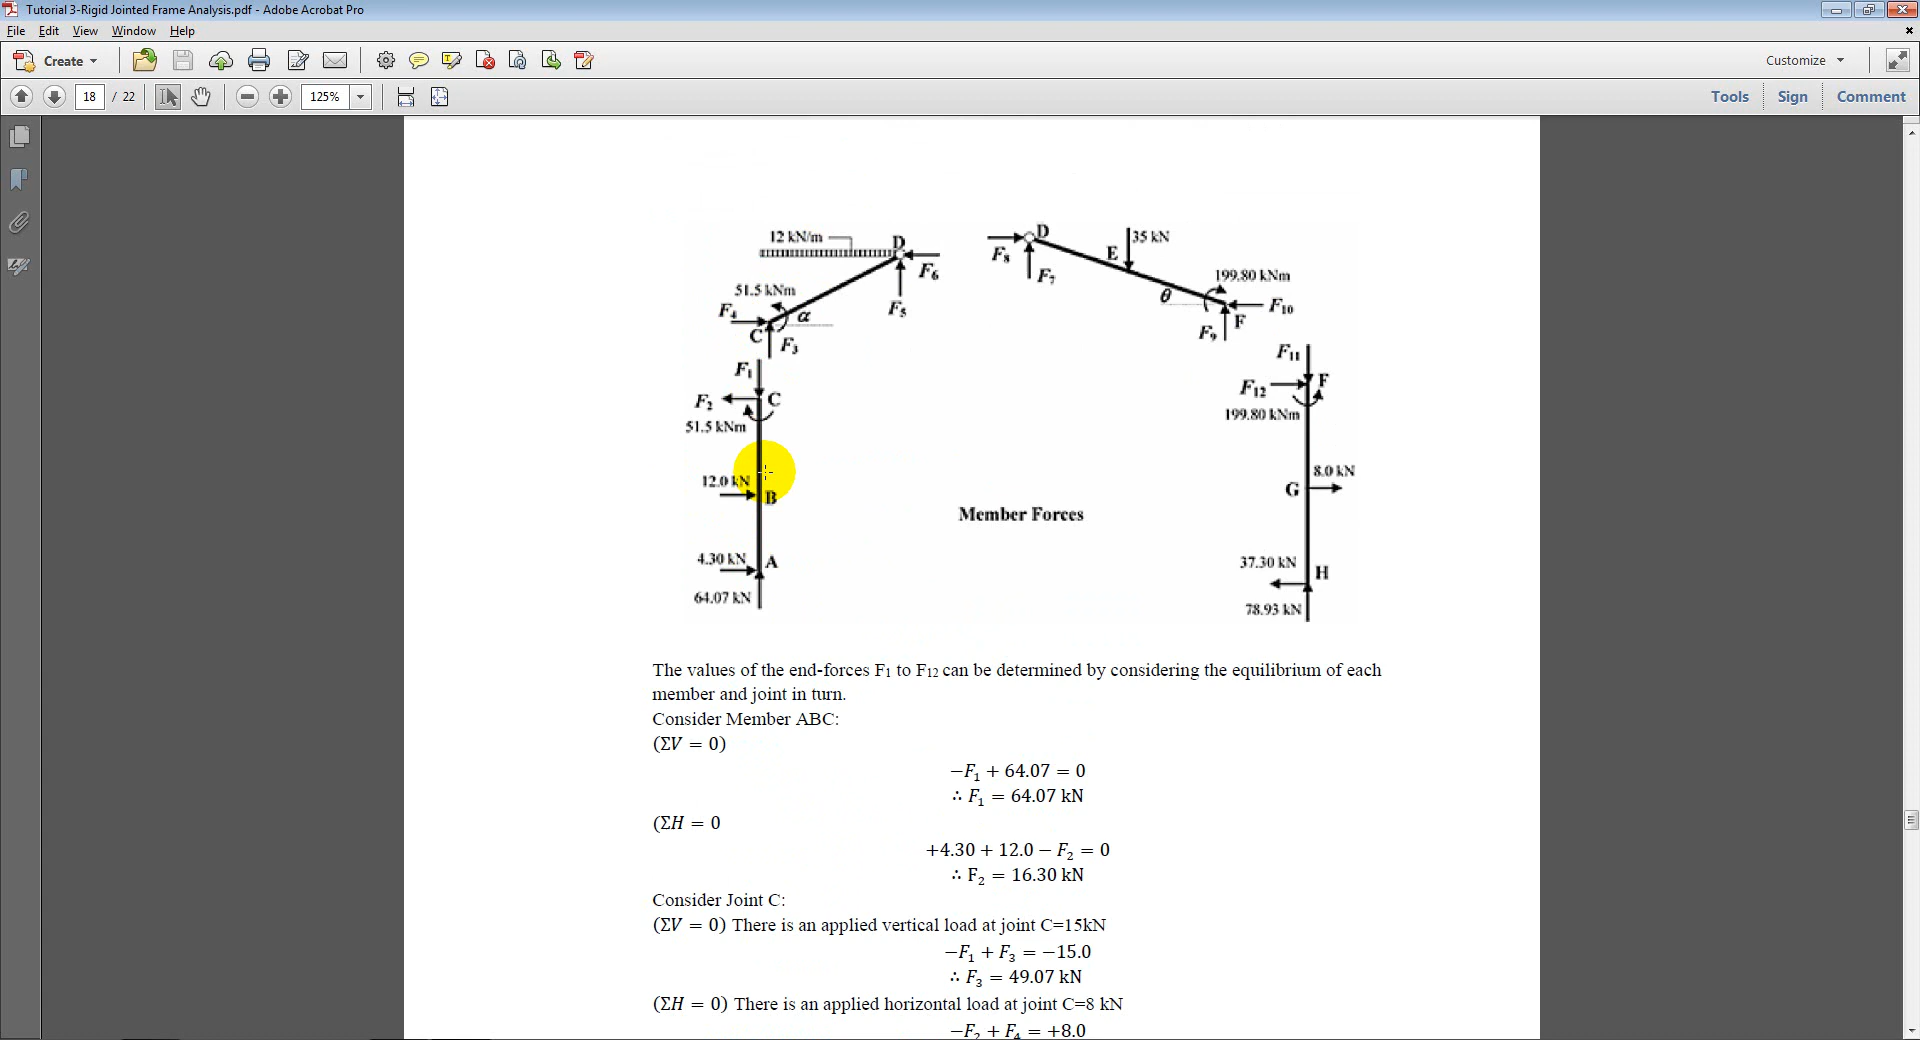 Tutorial 3-Rigid Jointed Frame Analysis.pdf - Adobe Acrobat Pro
File Edit View Window Help
Create
Customize
18 / 22
125%
Tools Sign Comment
12 kN/m
D
F6
51.5 kNm
F4
α
F5
C
F3
D
35 kN
F8
E
F7
199.80 kNm
θ
F10
F9
F
F1
F2
C
51.5 kNm
F11
F12
F
199.80 kNm
12.0 kN
B
8.0 kN
G
Member Forces
4.30 kN
A
64.07 kN
37.30 kN
H
78.93 kN
The values of the end-forces F1 to F12 can be determined by considering the equilibrium of each
member and joint in turn.
Consider Member ABC:
(ΣV = 0)
−F1 + 64.07 = 0
∴ F1 = 64.07 kN
(ΣH = 0
+4.30 + 12.0 − F2 = 0
∴ F2 = 16.30 kN
Consider Joint C:
(ΣV = 0) There is an applied vertical load at joint C=15kN
−F1 + F3 = −15.0
∴ F3 = 49.07 kN
(ΣH = 0) There is an applied horizontal load at joint C=8 kN
−F2 + F4 = +8.0